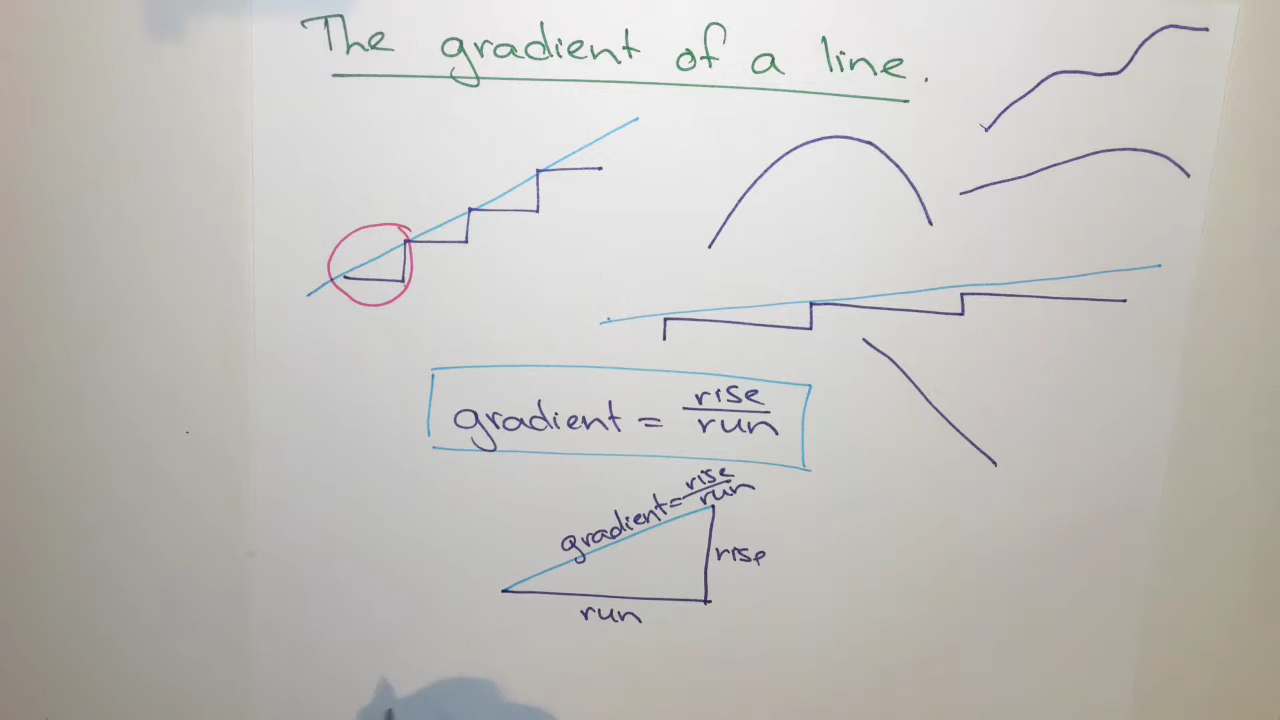 The gradient of a line.
gradient = rise/run
gradient = rise/run
rise
run